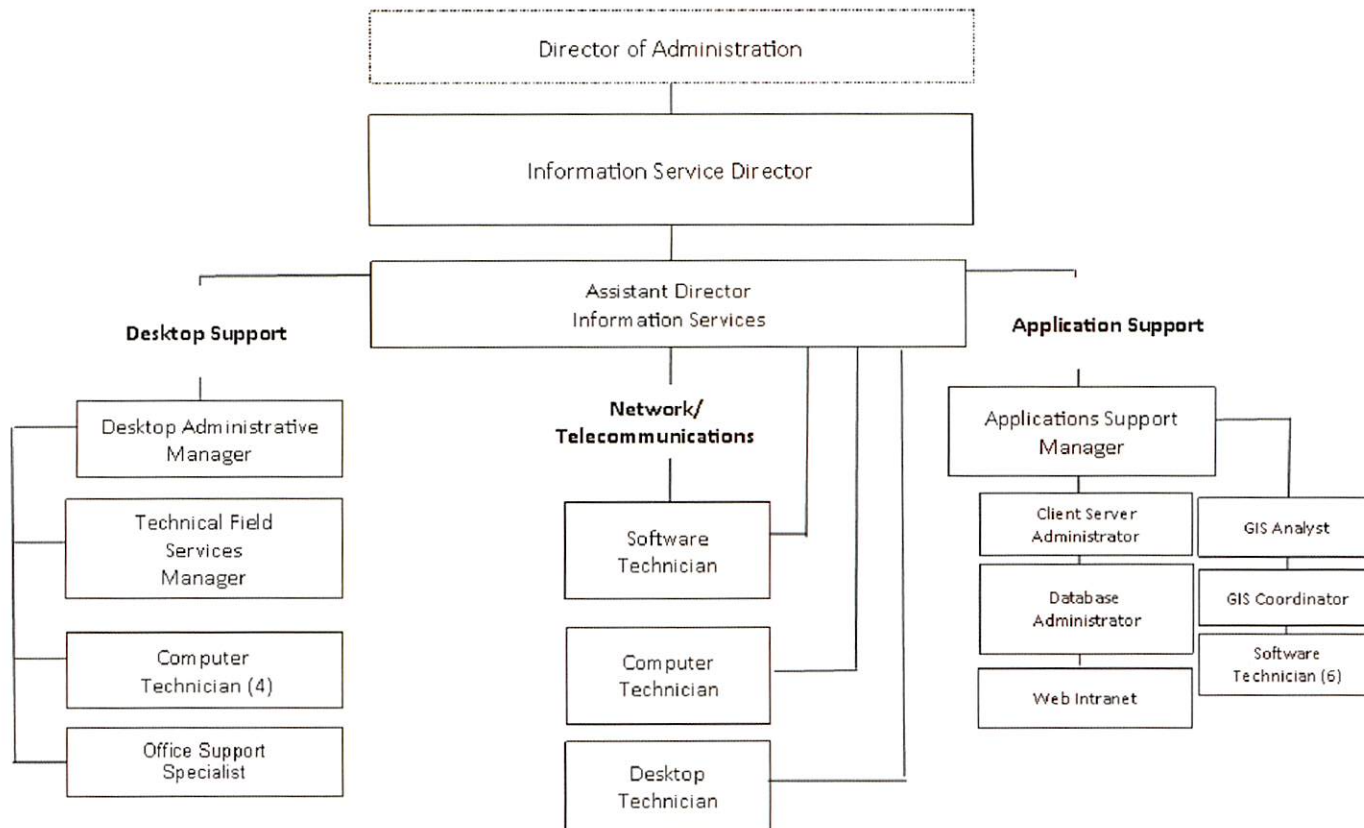 Director of Administration
Information Service Director
Assistant Director
Information Services
Desktop Support
Desktop Administrative
Manager
Technical Field
Services
Manager
Computer
Technician (4)
Office Support
Specialist
Network/
Telecommunications
Software
Technician
Computer
Technician
Desktop
Technician
Application Support
Applications Support
Manager
Client Server
Administrator
Database
Administrator
Web Intranet
GIS Analyst
GIS Coordinator
Software
Technician (6)